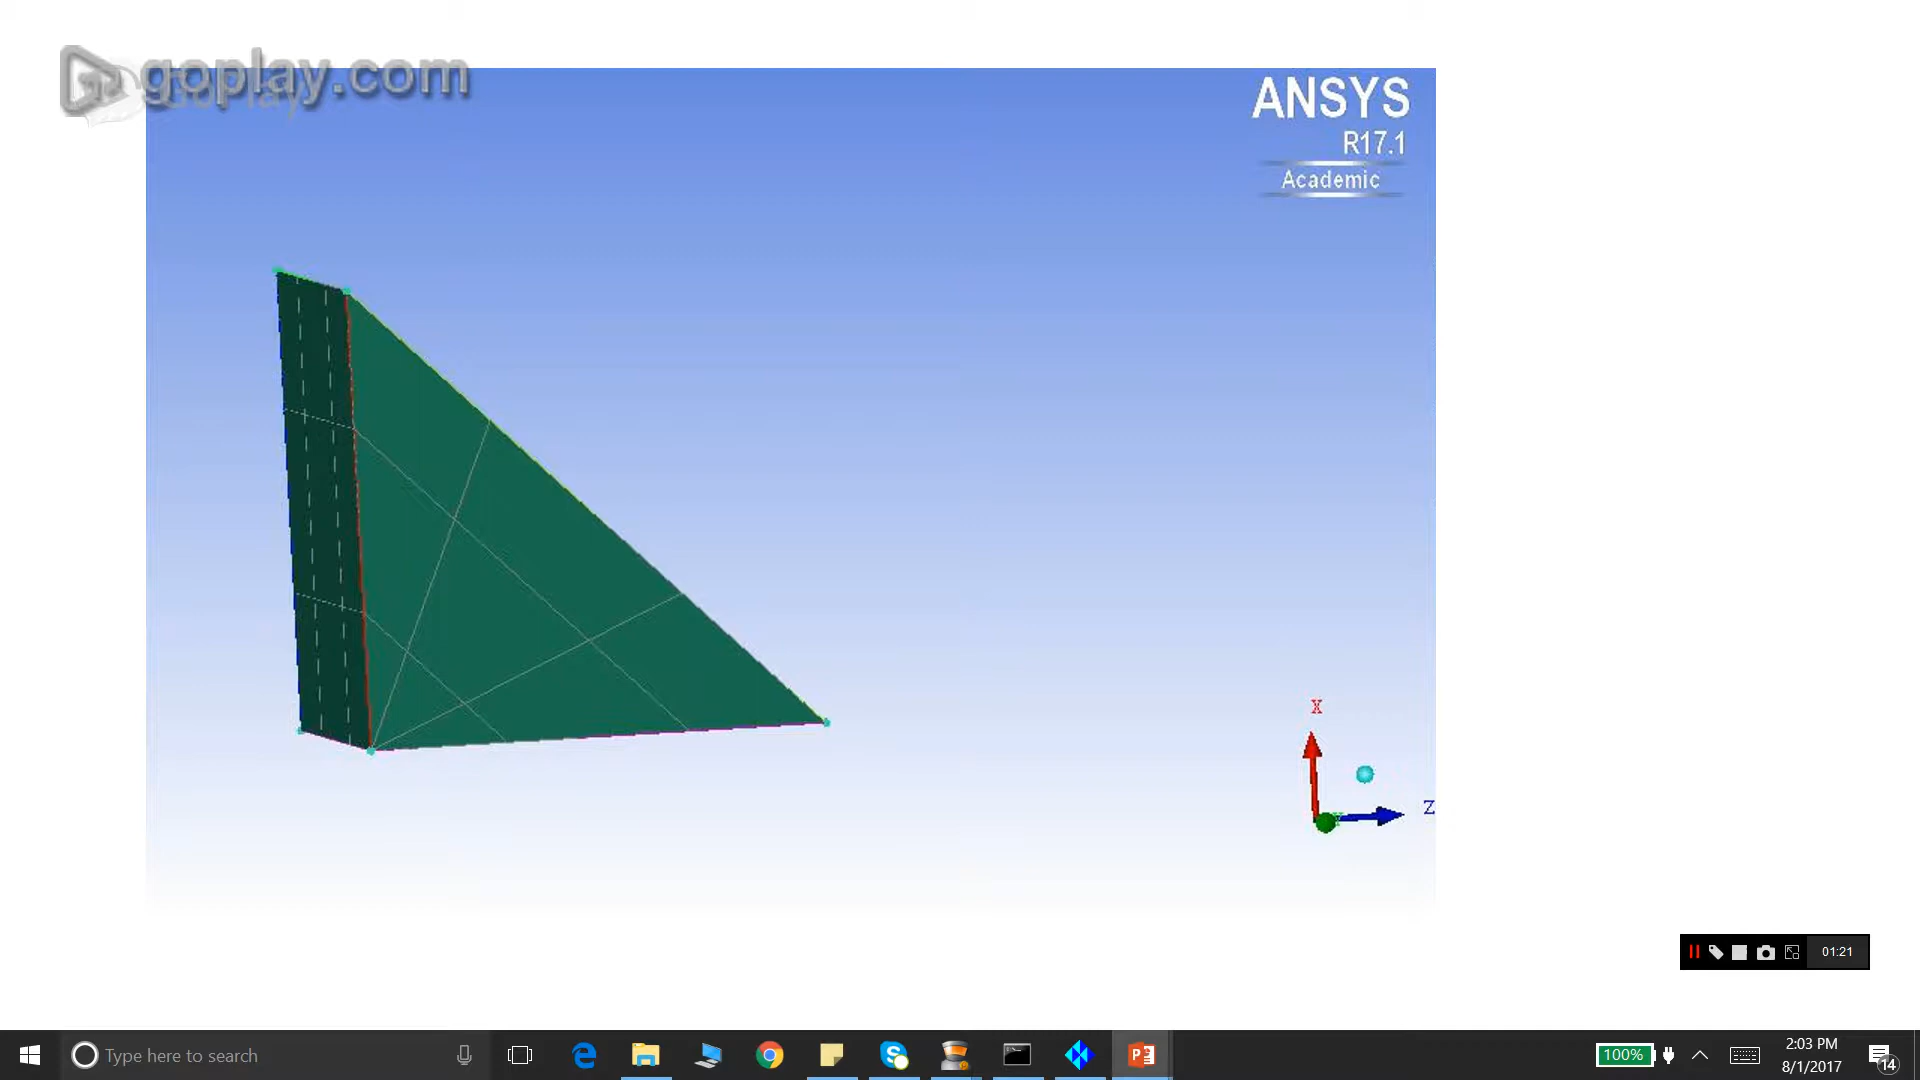 goplay.com
GoPlay
ANSYS
R17.1
Academic
X
Z
01:21
Type here to search
100%
2:03 PM
8/1/2017
14